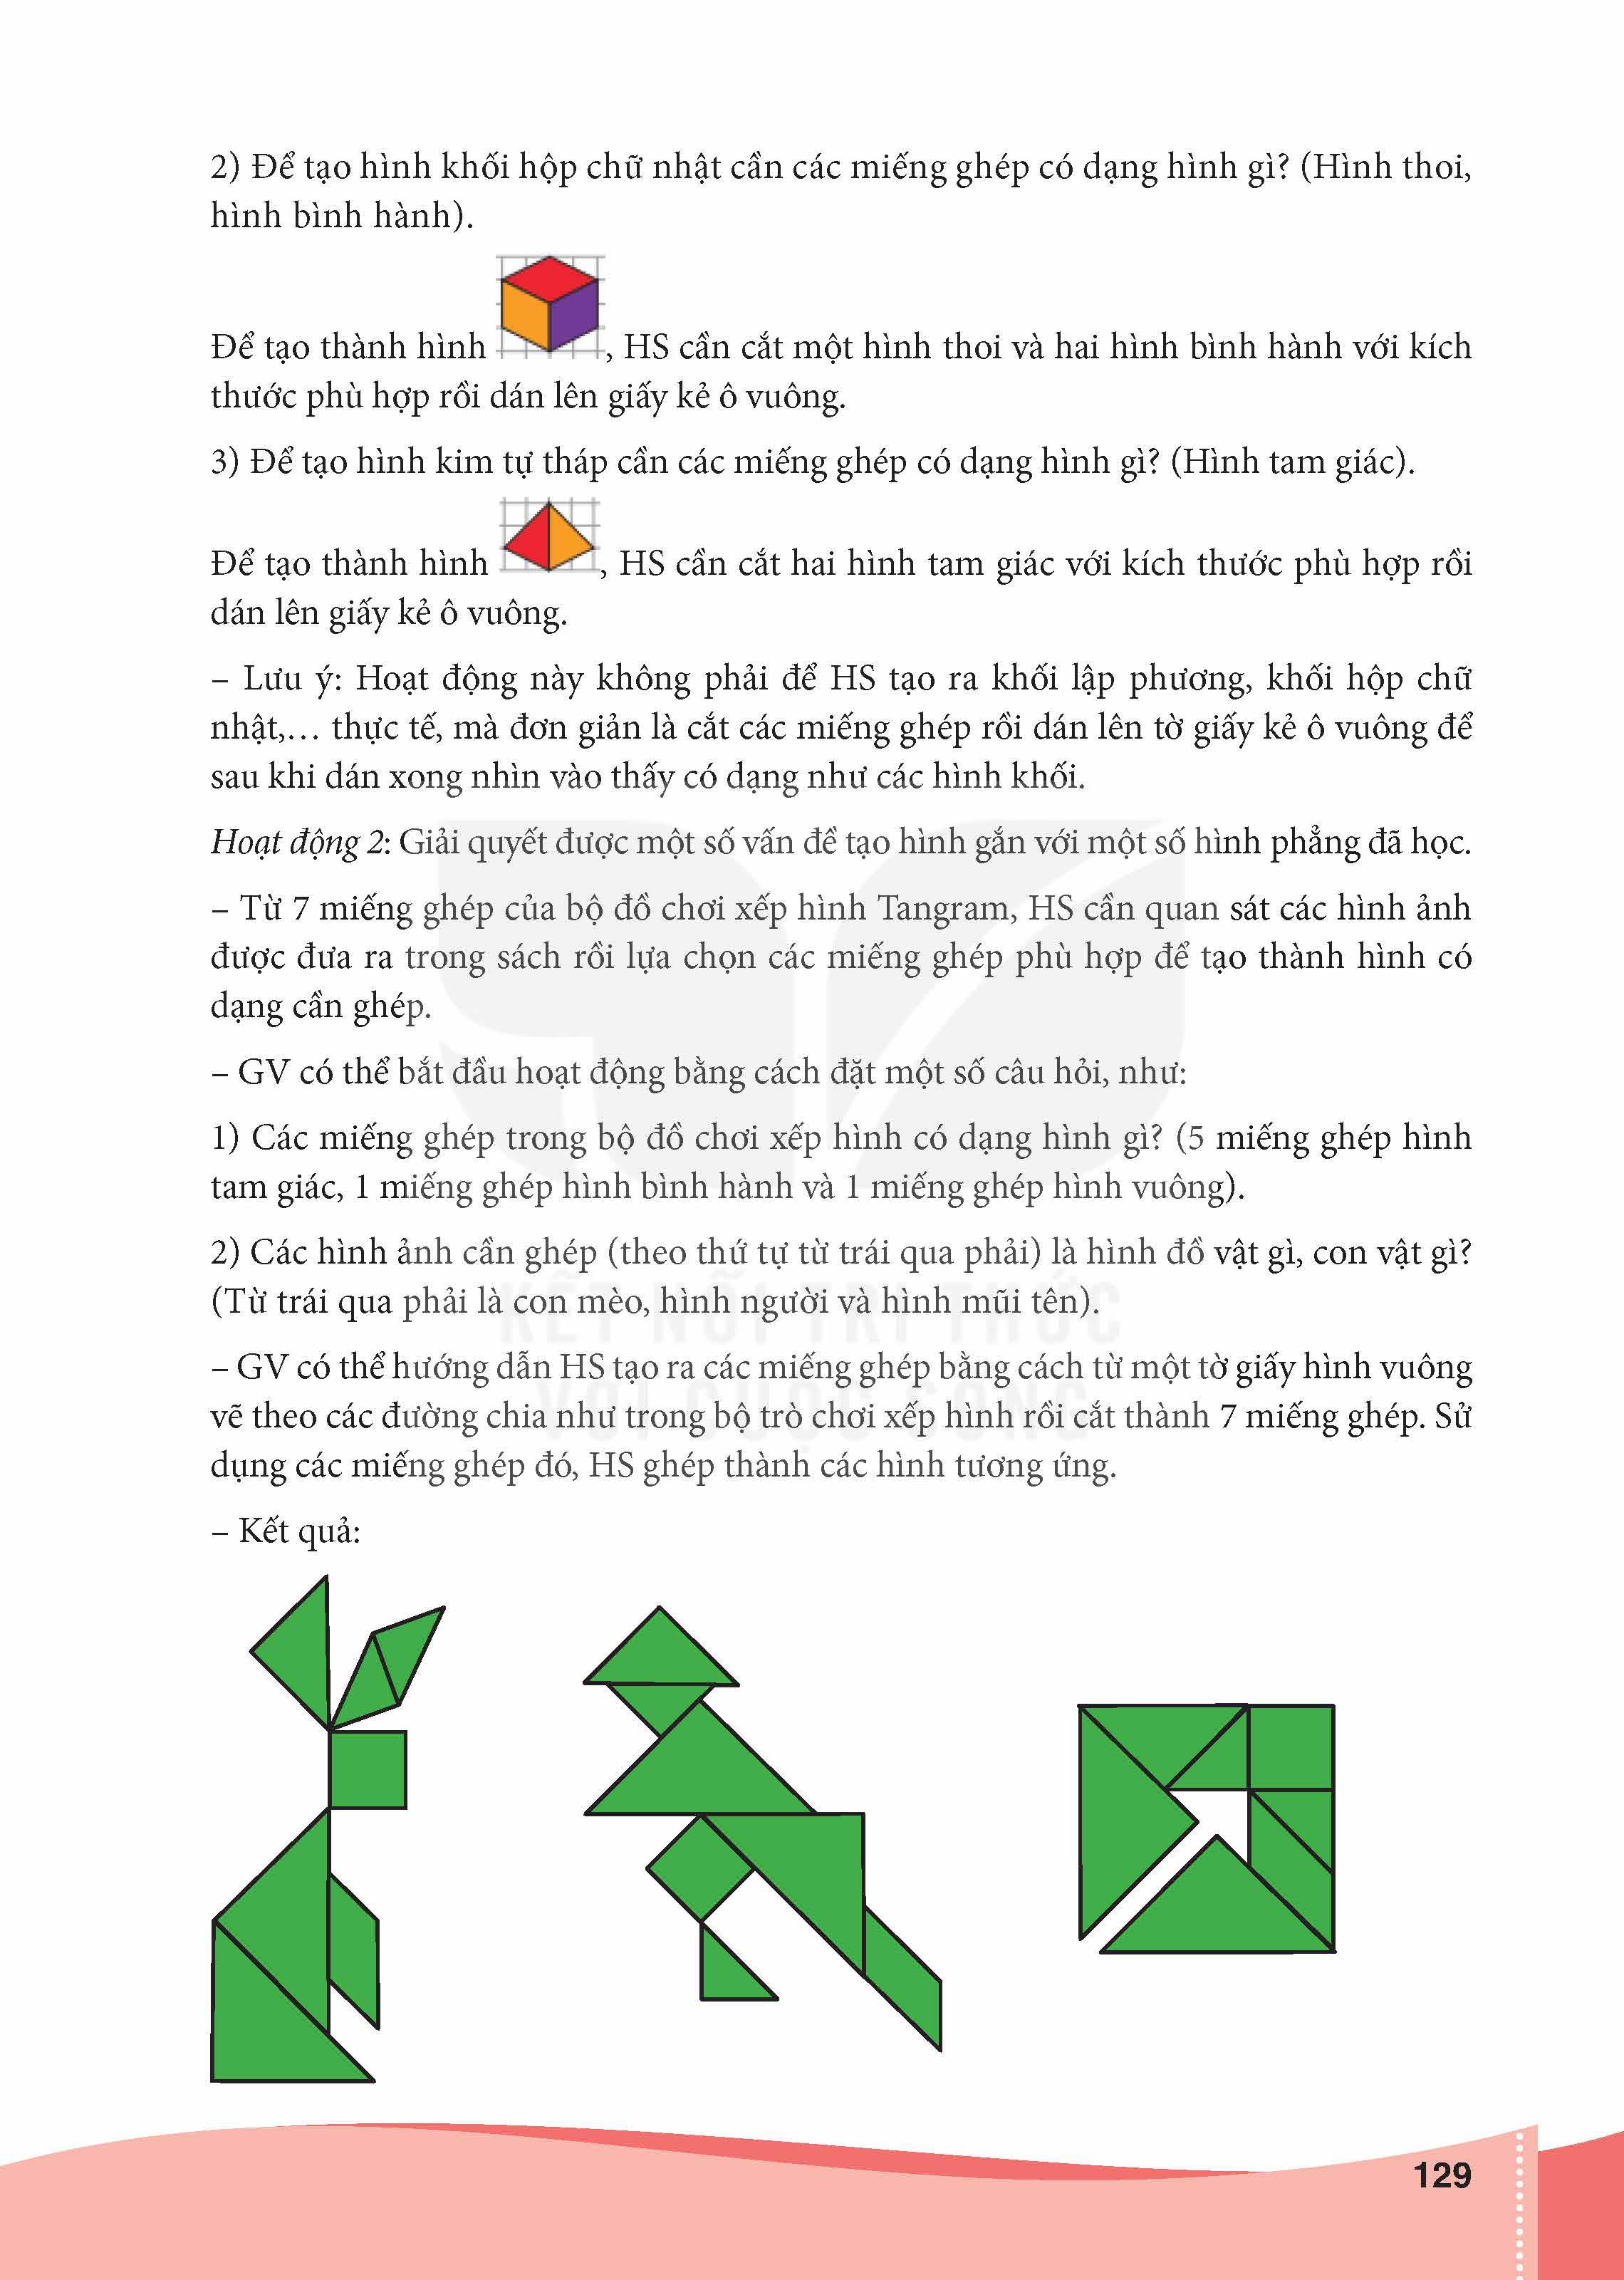 2) Để tạo hình khối hộp chữ nhật cần các miếng ghép có dạng hình gì? (Hình thoi,
hình bình hành).
Để tạo thành hình , HS cần cắt một hình thoi và hai hình bình hành với kích
thước phù hợp rồi dán lên giấy kẻ ô vuông.
3) Để tạo hình kim tự tháp cần các miếng ghép có dạng hình gì? (Hình tam giác).
Để tạo thành hình , HS cần cắt hai hình tam giác với kích thước phù hợp rồi
dán lên giấy kẻ ô vuông.
– Lưu ý: Hoạt động này không phải để HS tạo ra khối lập phương, khối hộp chữ
nhật,… thực tế, mà đơn giản là cắt các miếng ghép rồi dán lên tờ giấy kẻ ô vuông để
sau khi dán xong nhìn vào thấy có dạng như các hình khối.
Hoạt động 2: Giải quyết được một số vấn đề tạo hình gắn với một số hình phẳng đã học.
– Từ 7 miếng ghép của bộ đồ chơi xếp hình Tangram, HS cần quan sát các hình ảnh
được đưa ra trong sách rồi lựa chọn các miếng ghép phù hợp để tạo thành hình có
dạng cần ghép.
– GV có thể bắt đầu hoạt động bằng cách đặt một số câu hỏi, như:
1) Các miếng ghép trong bộ đồ chơi xếp hình có dạng hình gì? (5 miếng ghép hình
tam giác, 1 miếng ghép hình bình hành và 1 miếng ghép hình vuông).
2) Các hình ảnh cần ghép (theo thứ tự từ trái qua phải) là hình đồ vật gì, con vật gì?
(Từ trái qua phải là con mèo, hình người và hình mũi tên).
KẾT NỐI TRI THỨC
– GV có thể hướng dẫn HS tạo ra các miếng ghép bằng cách từ một tờ giấy hình vuông
vẽ theo các đường chia như trong bộ trò chơi xếp hình rồi cắt thành 7 miếng ghép. Sử
VỚI CUỘC SỐNG
dụng các miếng ghép đó, HS ghép thành các hình tương ứng.
– Kết quả:
129